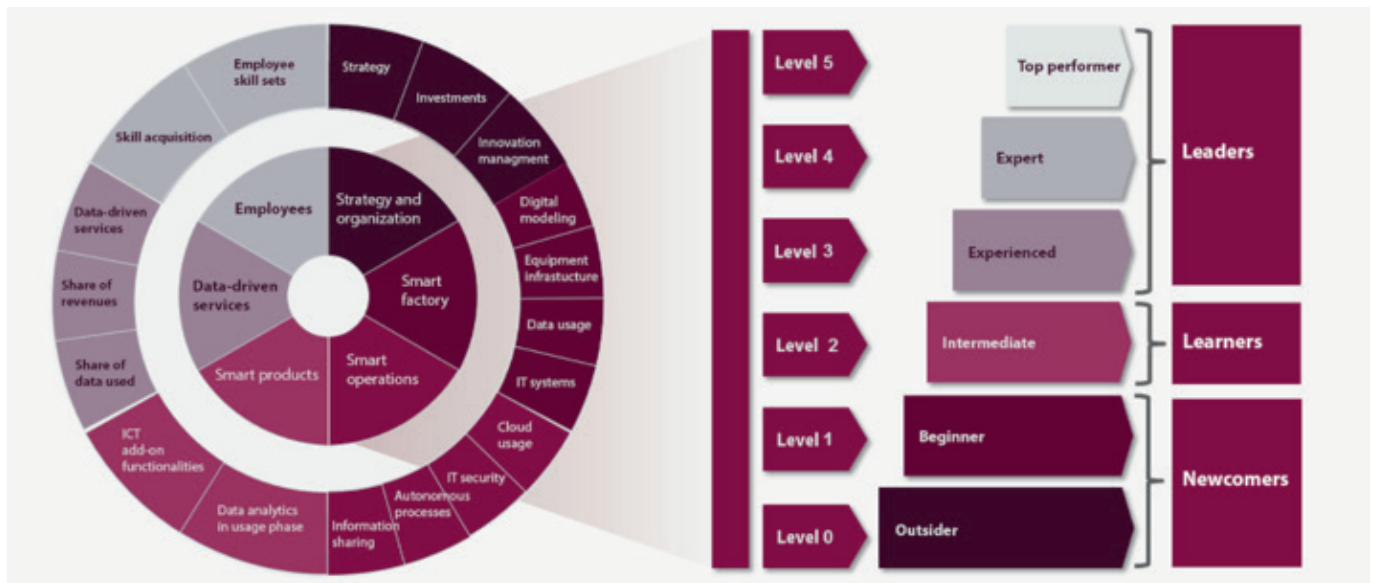 Employee
skill sets
Strategy
Investments
Innovation
managment
Digital
modeling
Equipment
infrastucture
Data usage
IT systems
Cloud
usage
IT security
Autonomous
processes
Information
sharing
Data analytics
in usage phase
ICT
add-on
functionalities
Share of
data used
Share of
revenues
Data-driven
services
Skill acquisition
Employees
Strategy and
organization
Smart
factory
Smart
operations
Smart products
Data-driven
services
Level 5
Top performer
Level 4
Expert
Level 3
Experienced
Leaders
Level 2
Intermediate
Learners
Level 1
Beginner
Level 0
Outsider
Newcomers